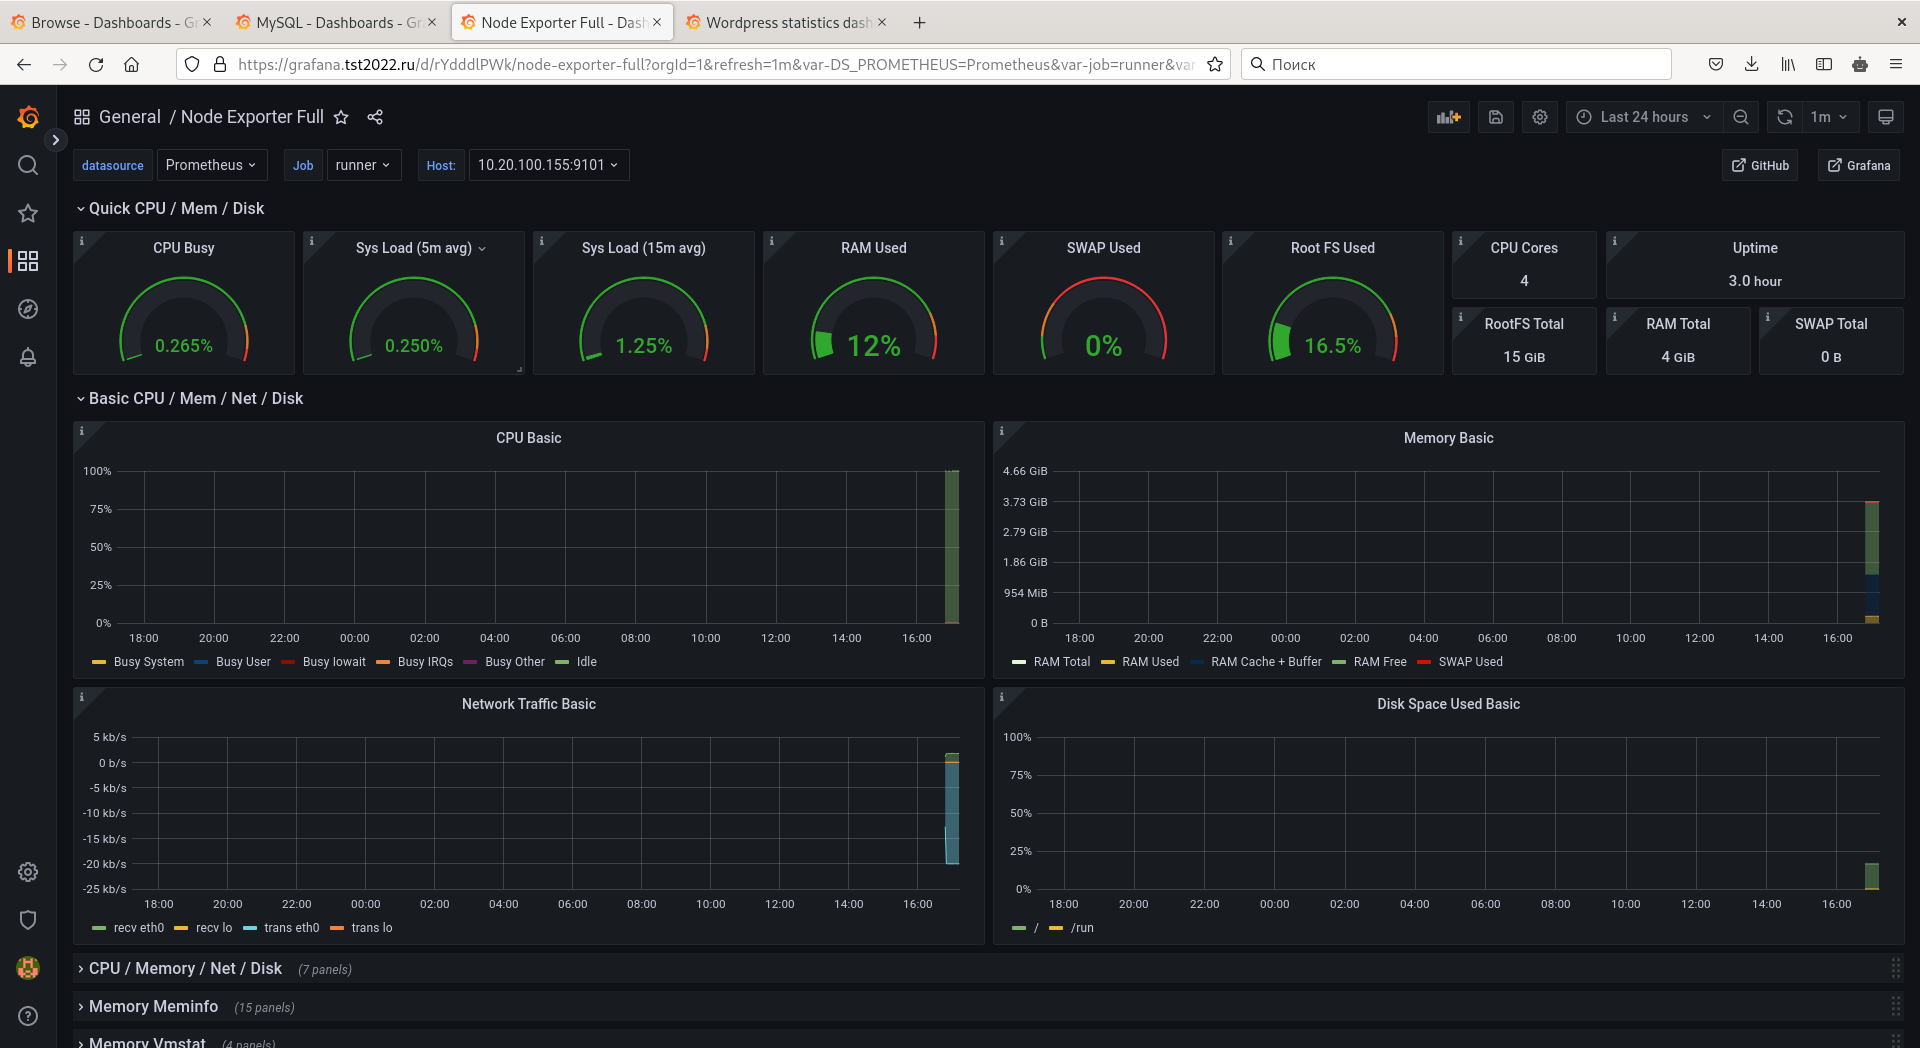 Browse - Dashboards - Gr
MySQL - Dashboards - Gr
Node Exporter Full - Dash
Wordpress statistics dash
https://grafana.tst2022.ru/d/rYdddlPWk/node-exporter-full?orgId=1&refresh=1m&var-DS_PROMETHEUS=Prometheus&var-job=runner&var
Поиск
General / Node Exporter Full
Last 24 hours
1m
datasource Prometheus
Job runner
Host: 10.20.100.155:9101
GitHub
Grafana
Quick CPU / Mem / Disk
CPU Busy
0.265%
Sys Load (5m avg)
0.250%
Sys Load (15m avg)
1.25%
RAM Used
12%
SWAP Used
0%
Root FS Used
16.5%
CPU Cores
4
Uptime
3.0 hour
RootFS Total
15 GiB
RAM Total
4 GiB
SWAP Total
0 B
Basic CPU / Mem / Net / Disk
CPU Basic
100%
75%
50%
25%
0%
18:00 20:00 22:00 00:00 02:00 04:00 06:00 08:00 10:00 12:00 14:00 16:00
Busy System Busy User Busy Iowait Busy IRQs Busy Other Idle
Memory Basic
4.66 GiB
3.73 GiB
2.79 GiB
1.86 GiB
954 MiB
0 B
18:00 20:00 22:00 00:00 02:00 04:00 06:00 08:00 10:00 12:00 14:00 16:00
RAM Total RAM Used RAM Cache + Buffer RAM Free SWAP Used
Network Traffic Basic
5 kb/s
0 b/s
-5 kb/s
-10 kb/s
-15 kb/s
-20 kb/s
-25 kb/s
18:00 20:00 22:00 00:00 02:00 04:00 06:00 08:00 10:00 12:00 14:00 16:00
recv eth0 recv lo trans eth0 trans lo
Disk Space Used Basic
100%
75%
50%
25%
0%
18:00 20:00 22:00 00:00 02:00 04:00 06:00 08:00 10:00 12:00 14:00 16:00
/ /run
CPU / Memory / Net / Disk (7 panels)
Memory Meminfo (15 panels)
Memory Vmstat (4 panels)